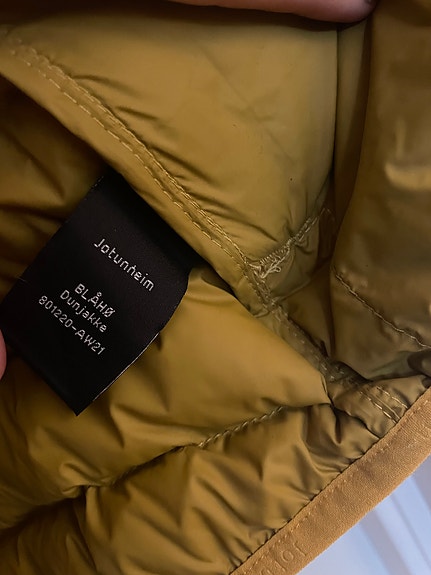 Jotunheim
BLÅHØ
Dunjakke
801220-AW21